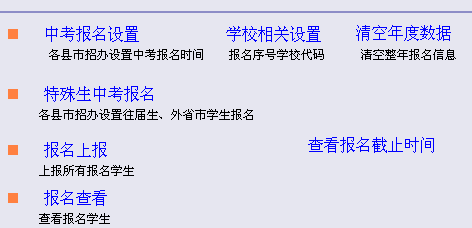 中考报名设置 学校相关设置 清空年度数据
各县市招办设置中考报名时间 报名序号学校代码 清空整年报名信息
特殊生中考报名
各县市招办设置往届生、外省市学生报名
报名上报 查看报名截止时间
上报所有报名学生
报名查看
查看报名学生